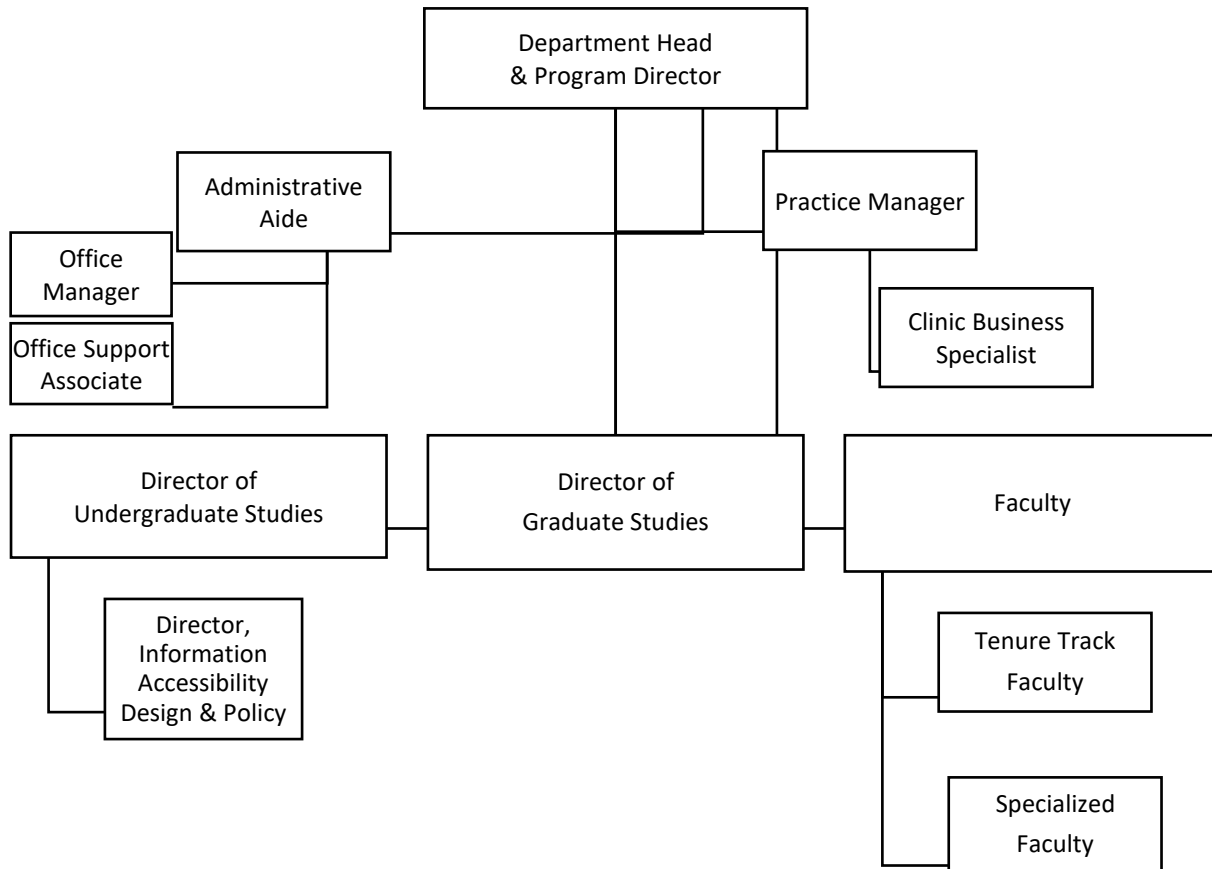 Department Head
& Program Director
Administrative
Aide
Practice Manager
Office
Manager
Office Support
Associate
Clinic Business
Specialist
Director of
Undergraduate Studies
Director of
Graduate Studies
Faculty
Director,
Information
Accessibility
Design & Policy
Tenure Track
Faculty
Specialized
Faculty